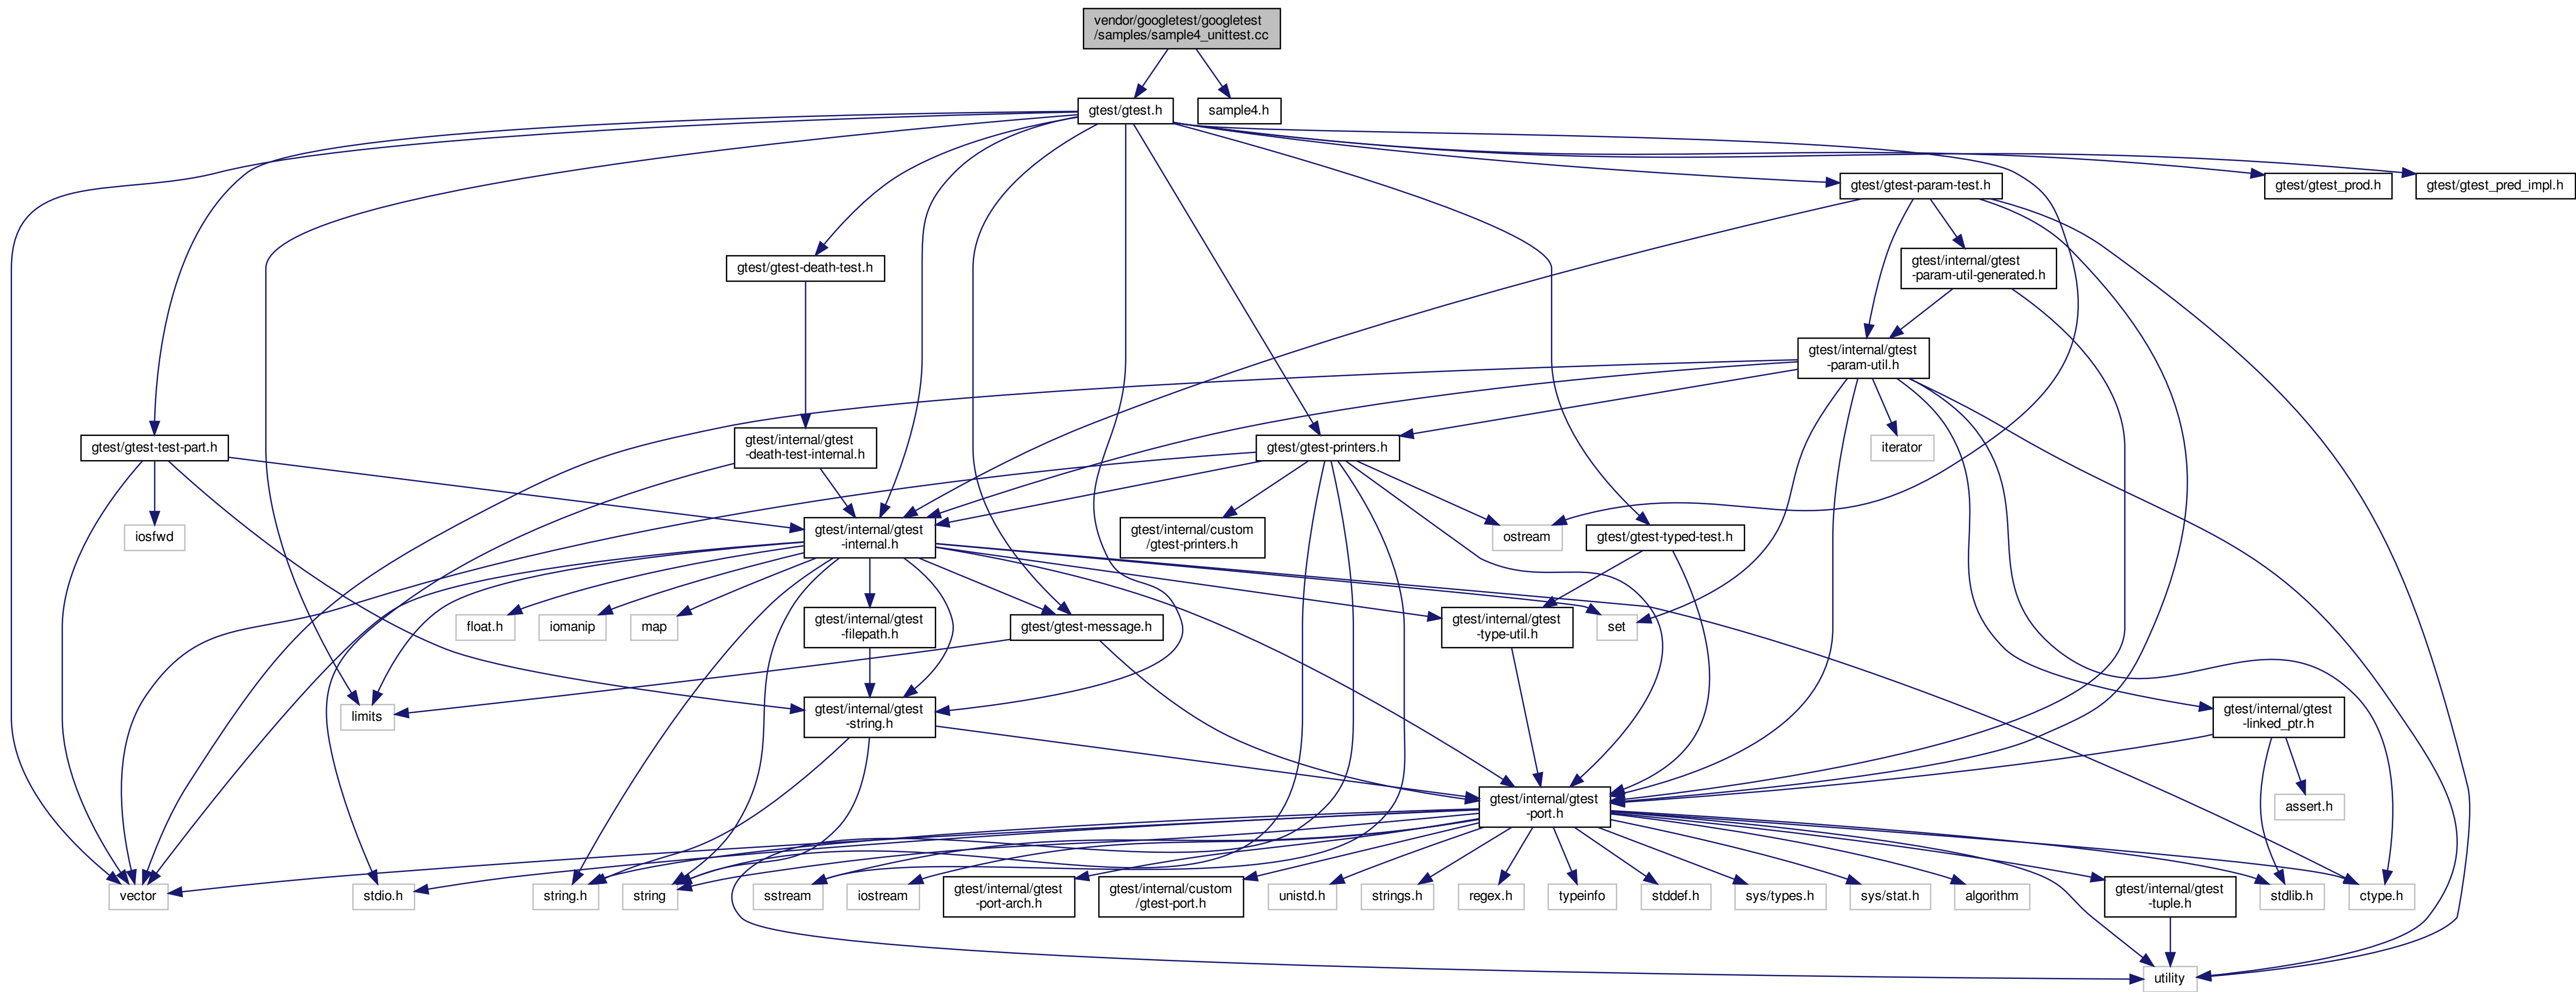 vendor/googletest/googletest
/samples/sample4_unittest.cc
gtest/gtest.h
sample4.h
gtest/gtest-param-test.h
gtest/gtest_prod.h
gtest/gtest_pred_impl.h
gtest/gtest-death-test.h
gtest/internal/gtest
-param-util-generated.h
gtest/internal/gtest
-param-util.h
gtest/gtest-test-part.h
gtest/internal/gtest
-death-test-internal.h
gtest/gtest-printers.h
iterator
iosfwd
gtest/internal/gtest
-internal.h
gtest/internal/custom
/gtest-printers.h
ostream
gtest/gtest-typed-test.h
float.h
iomanip
map
gtest/internal/gtest
-filepath.h
gtest/gtest-message.h
gtest/internal/gtest
-type-util.h
set
limits
gtest/internal/gtest
-string.h
gtest/internal/gtest
-linked_ptr.h
gtest/internal/gtest
-port.h
assert.h
vector
stdio.h
string.h
string
sstream
iostream
gtest/internal/gtest
-port-arch.h
gtest/internal/custom
/gtest-port.h
unistd.h
strings.h
regex.h
typeinfo
stddef.h
sys/types.h
sys/stat.h
algorithm
gtest/internal/gtest
-tuple.h
stdlib.h
ctype.h
utility